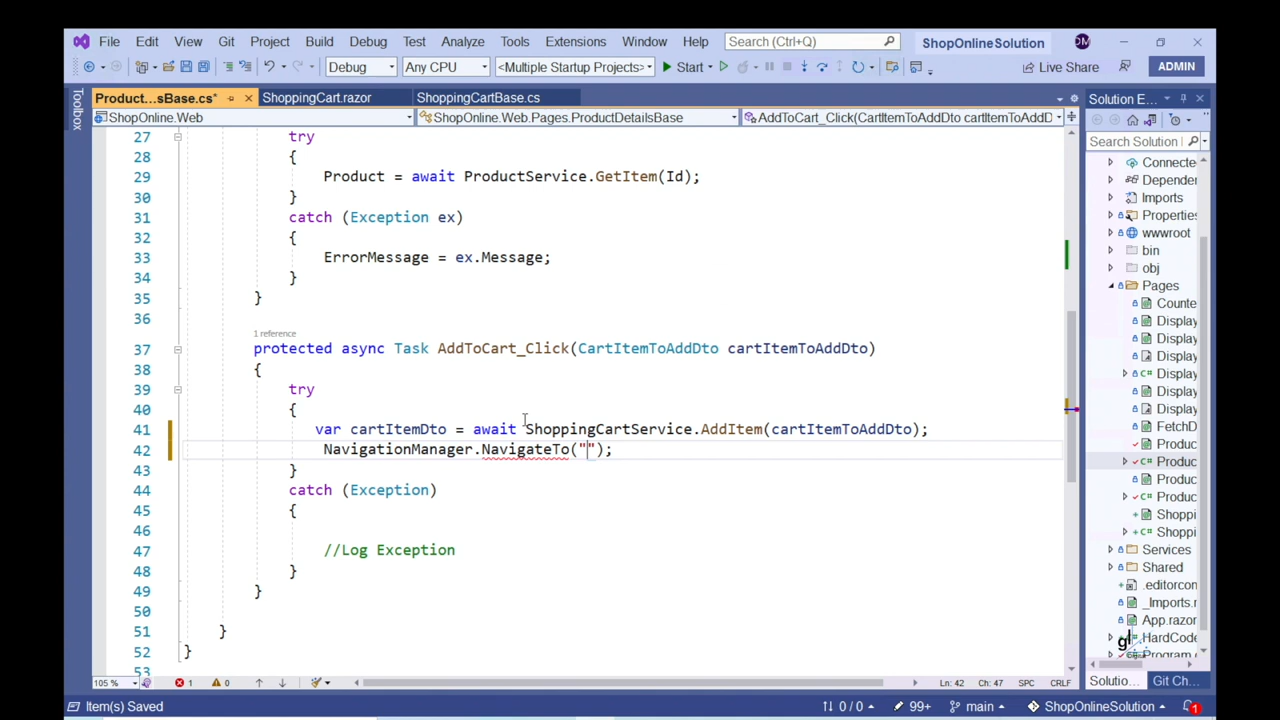 File Edit View Git Project Build Debug Test Analyze Tools Extensions Window Help Search (Ctrl+Q) ShopOnlineSolution DM
Debug Any CPU <Multiple Startup Projects> Start Live Share ADMIN
Toolbox
Product...sBase.cs* ShoppingCart.razor ShoppingCartBase.cs Solution E...
ShopOnline.Web ShopOnline.Web.Pages.ProductDetailsBase AddToCart_Click(CartItemToAddDto cartItemToAddD
Search Solution
27 try
28 {
29 Product = await ProductService.GetItem(Id);
30 }
31 catch (Exception ex)
32 {
33 ErrorMessage = ex.Message;
34 }
35 }
36
1 reference
37 protected async Task AddToCart_Click(CartItemToAddDto cartItemToAddDto)
38 {
39 try
40 {
41 var cartItemDto = await ShoppingCartService.AddItem(cartItemToAddDto);
42 NavigationManager.NavigateTo("");
43 }
44 catch (Exception)
45 {
46
47 //Log Exception
48 }
49 }
50
51 }
52 }
53
Connecte
Depender
Imports
Properties
wwwroot
bin
obj
Pages
Counte
Display
Display
Display
Display
Display
Display
FetchD
Produc
Produc
Produc
Produc
Shoppi
Shoppi
Services
Shared
.editorcon
_Imports.r
App.razor
HardCode
Program.c
gl
105 % 1 0 Ln: 42 Ch: 47 SPC CRLF
Solutio... Git Ch...
Item(s) Saved 0 / 0 99+ main ShopOnlineSolution 1